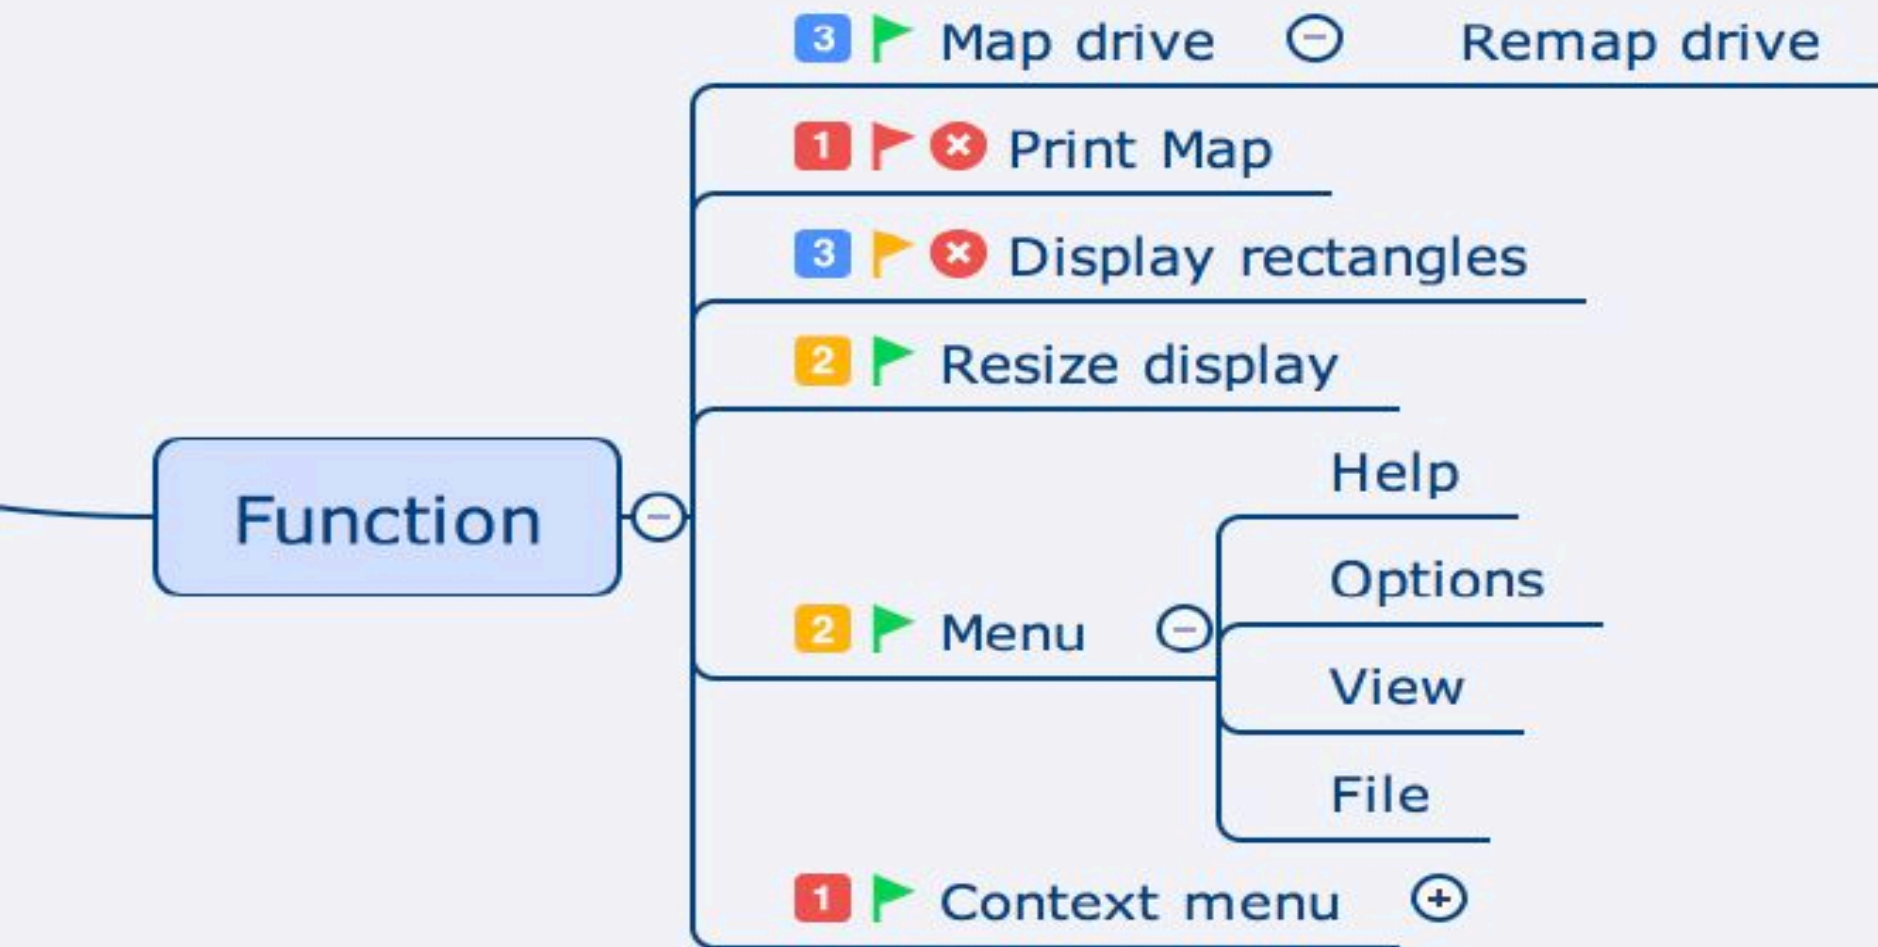 3 Map drive Remap drive
1 Print Map
3 Display rectangles
2 Resize display
Help
Function
Options
2 Menu
View
File
1 Context menu